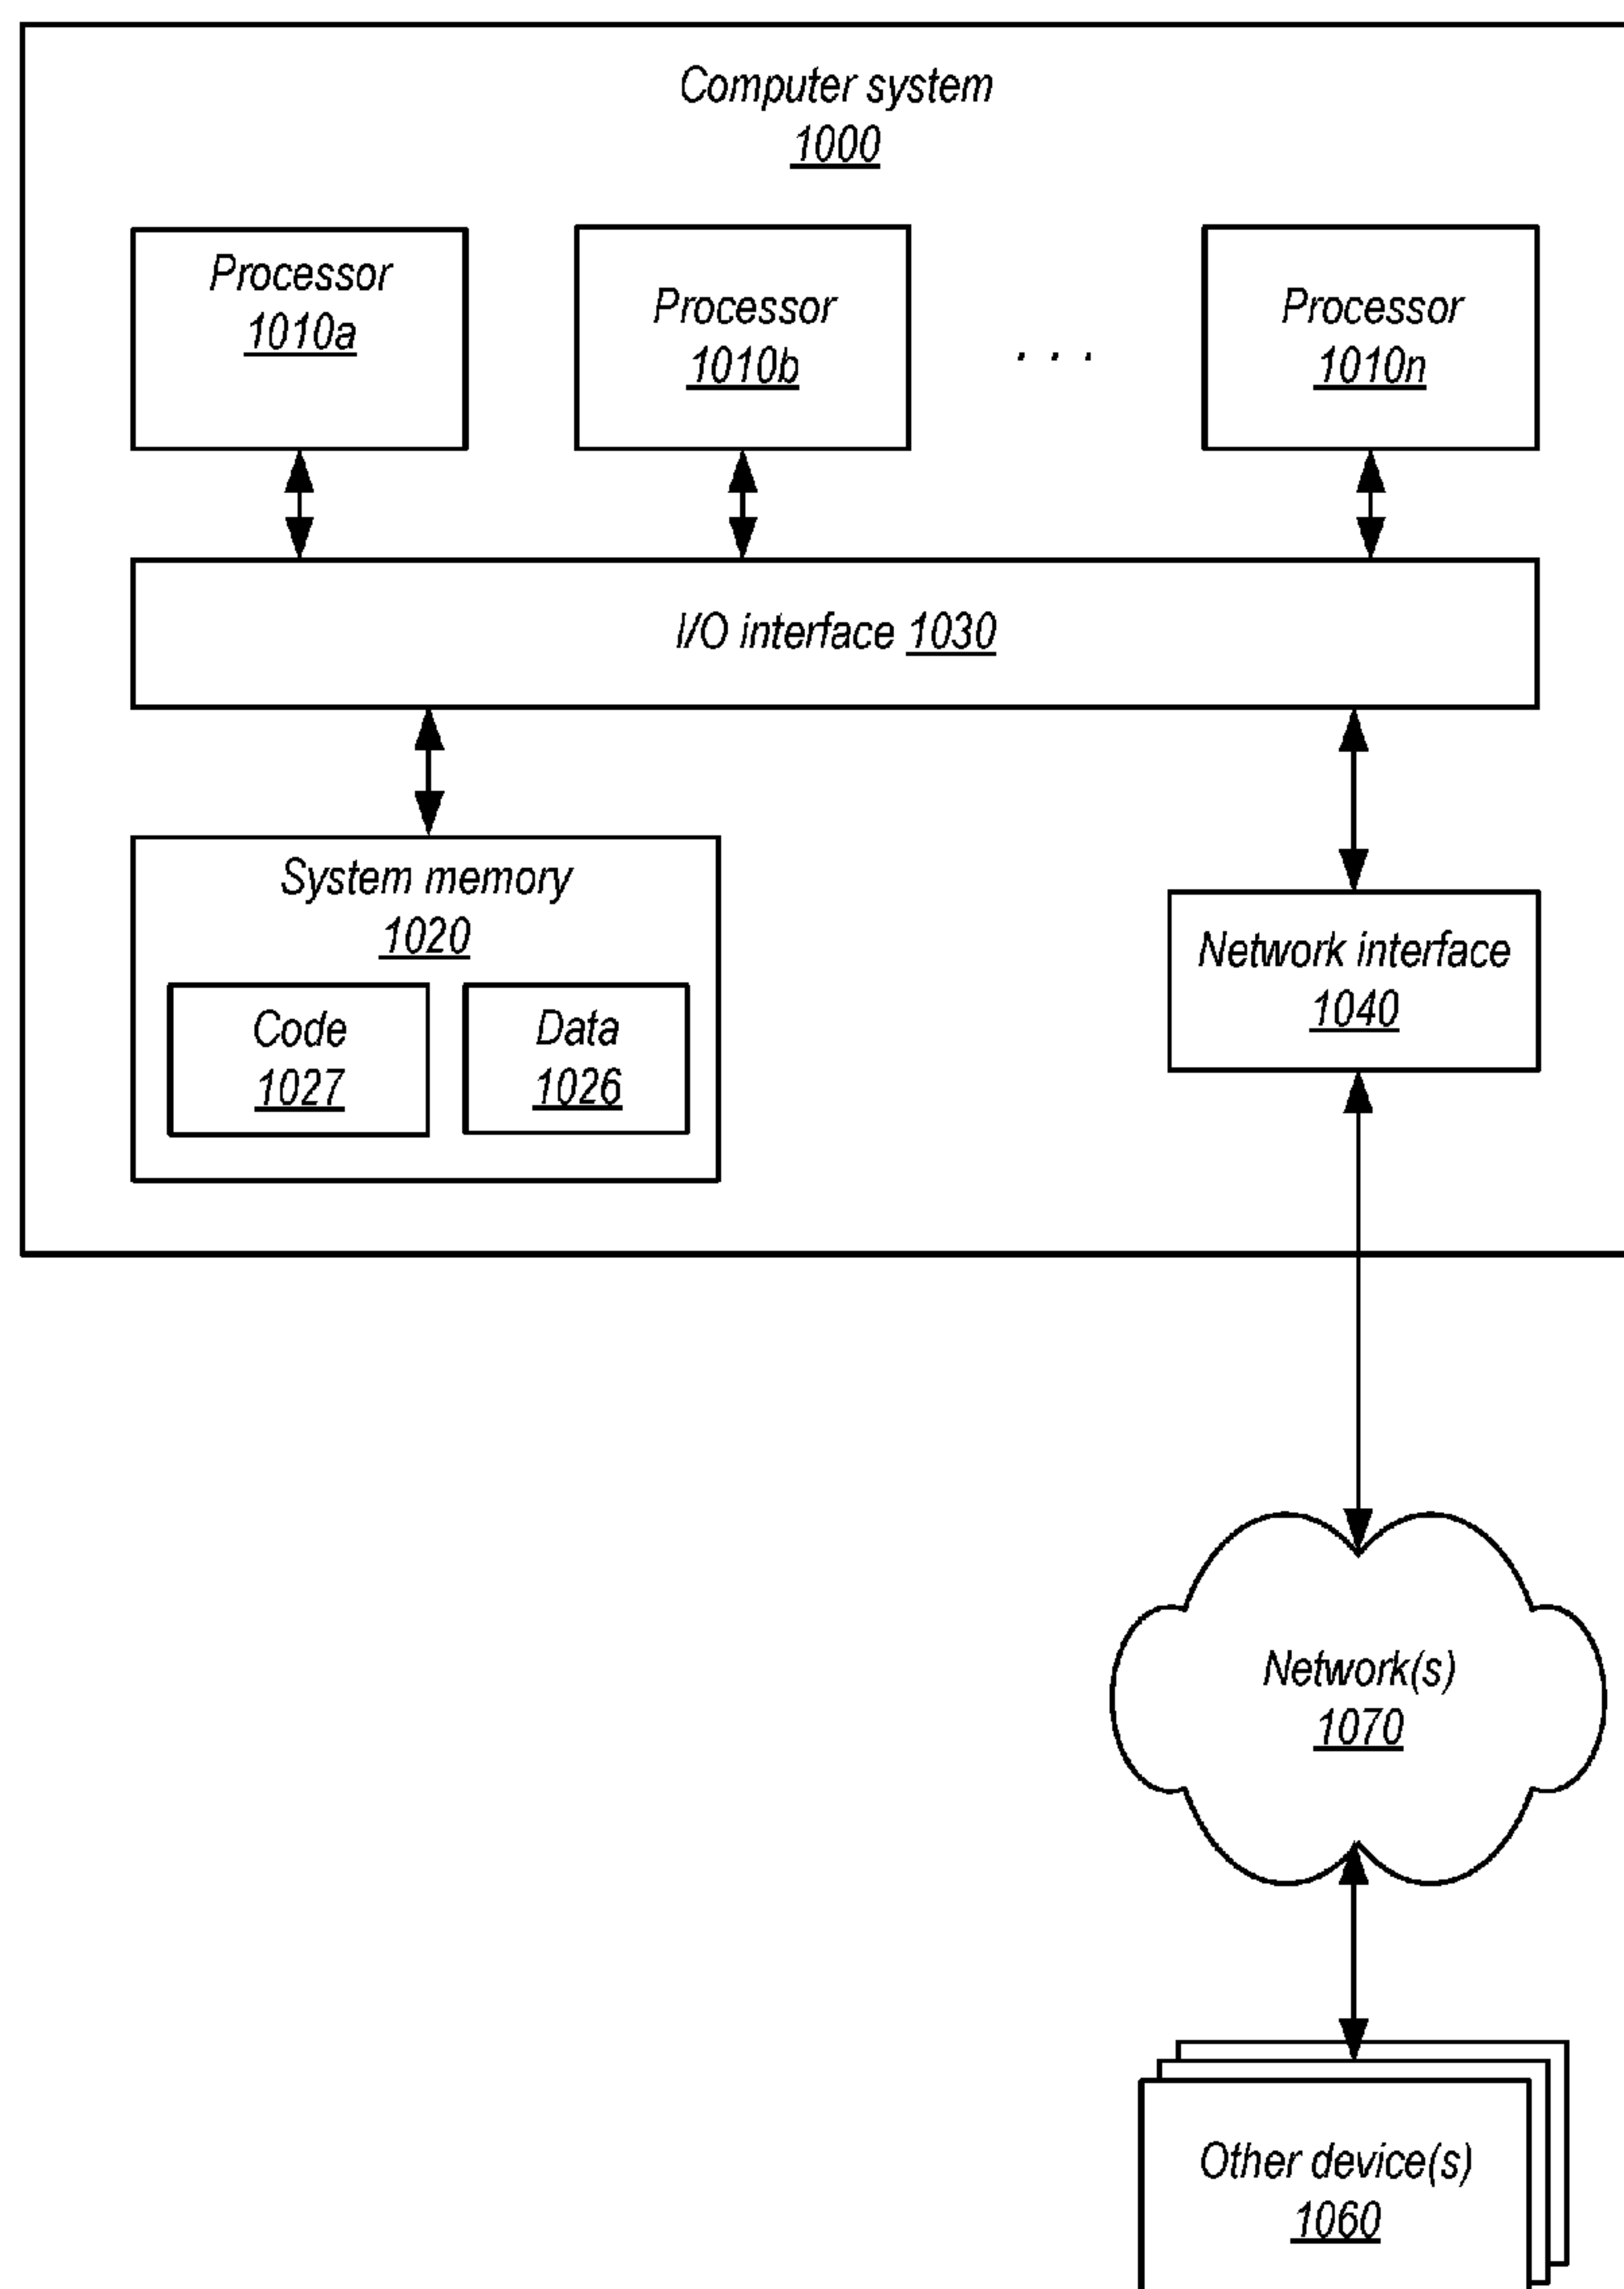 Computer system
1000
Processor
1010a
Processor
1010b
. . .
Processor
1010n
I/O interface 1030
System memory
1020
Code
1027
Data
1026
Network interface
1040
Network(s)
1070
Other device(s)
1060